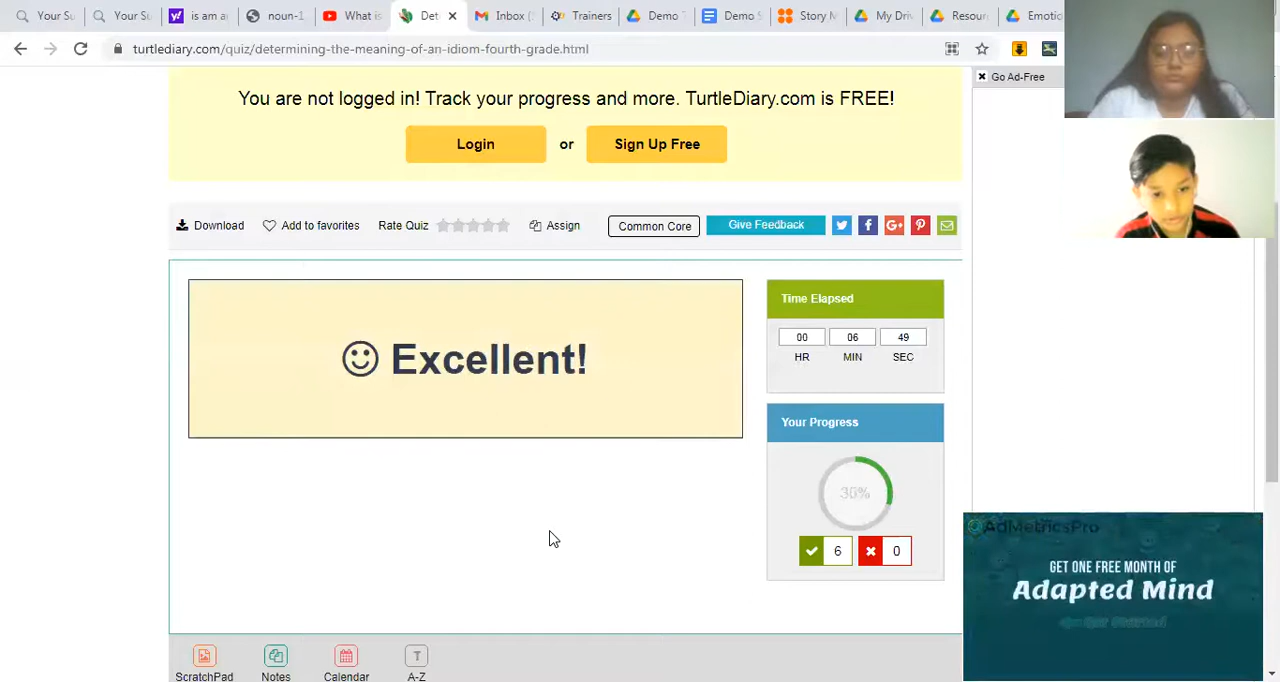 Your Su
Your Su
is am a
noun-1
What is
Det
Inbox (
Trainers
Demo T
Demo S
Story M
My Driv
Resour
Emotio
turtlediary.com/quiz/determining-the-meaning-of-an-idiom-fourth-grade.html
You are not logged in! Track your progress and more. TurtleDiary.com is FREE!
Login or Sign Up Free
Go Ad-Free
Download Add to favorites Rate Quiz Assign Common Core Give Feedback
Excellent!
Time Elapsed
00 06 49
HR MIN SEC
Your Progress
6 0
AdMetricsPro
GET ONE FREE MONTH OF
Adapted Mind
ScratchPad Notes Calendar A-Z